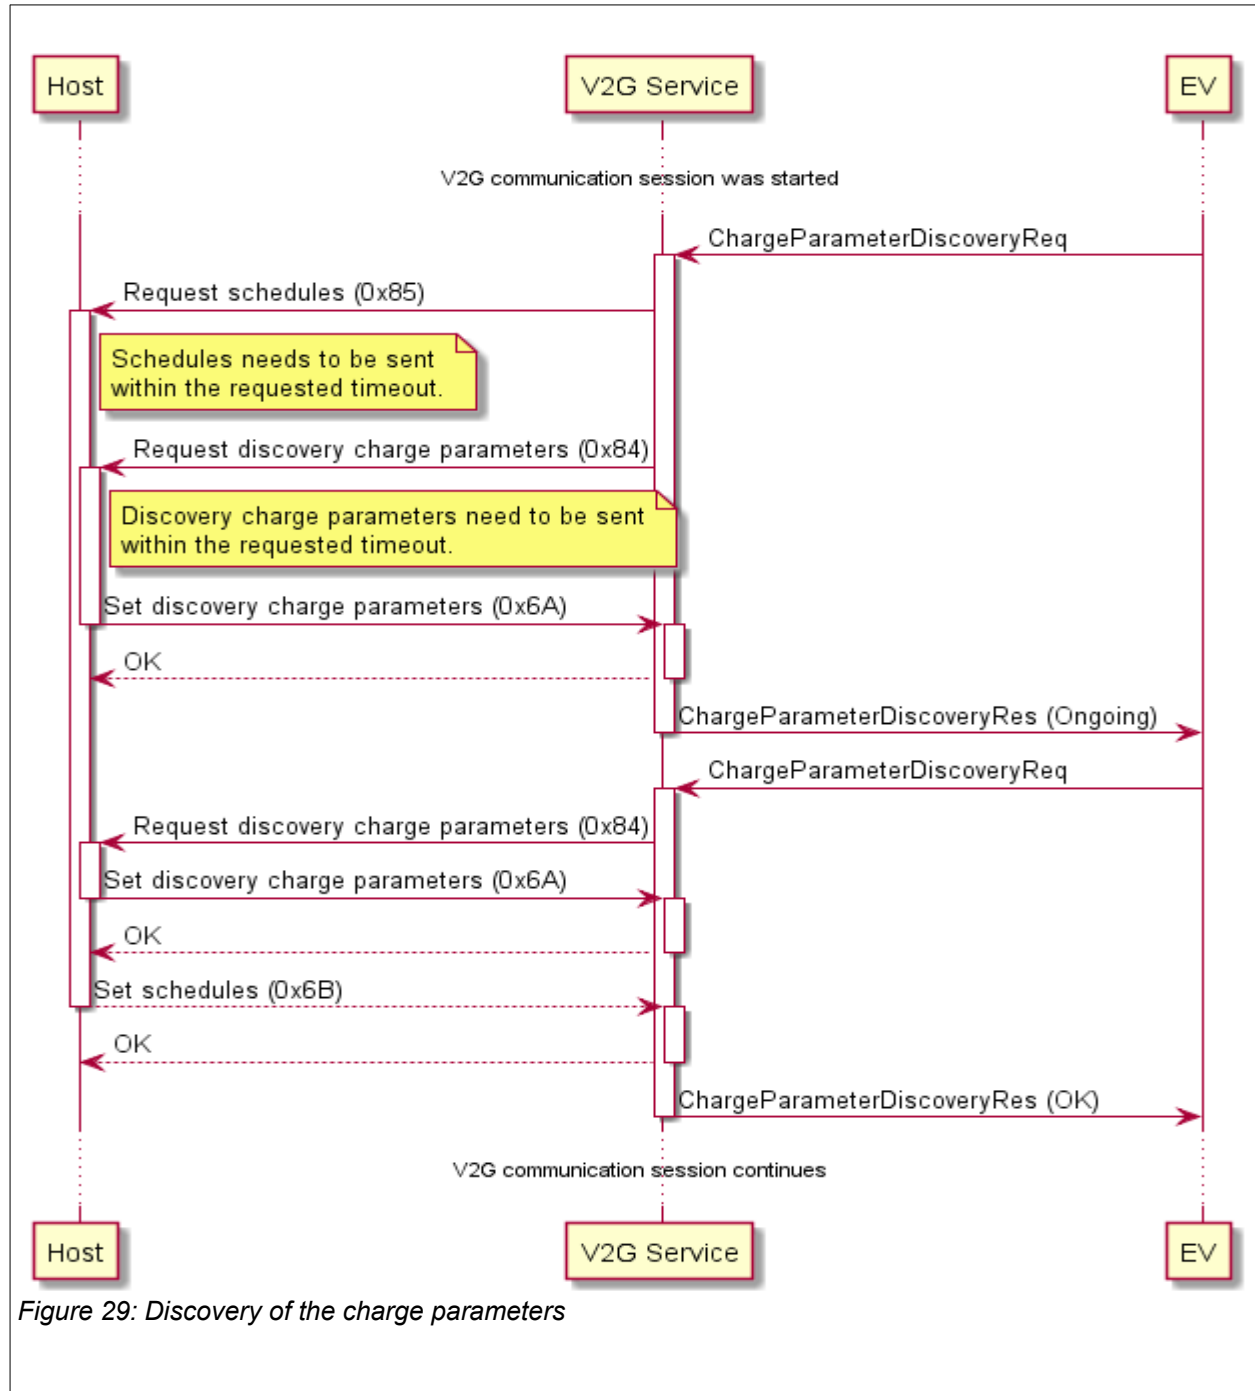 Host
V2G Service
EV
V2G communication session was started
ChargeParameterDiscoveryReq
Request schedules (0x85)
Schedules needs to be sent
within the requested timeout.
Request discovery charge parameters (0x84)
Discovery charge parameters need to be sent
within the requested timeout.
Set discovery charge parameters (0x6A)
OK
ChargeParameterDiscoveryRes (Ongoing)
ChargeParameterDiscoveryReq
Request discovery charge parameters (0x84)
Set discovery charge parameters (0x6A)
OK
Set schedules (0x6B)
OK
ChargeParameterDiscoveryRes (OK)
V2G communication session continues
Host
V2G Service
EV
Figure 29: Discovery of the charge parameters